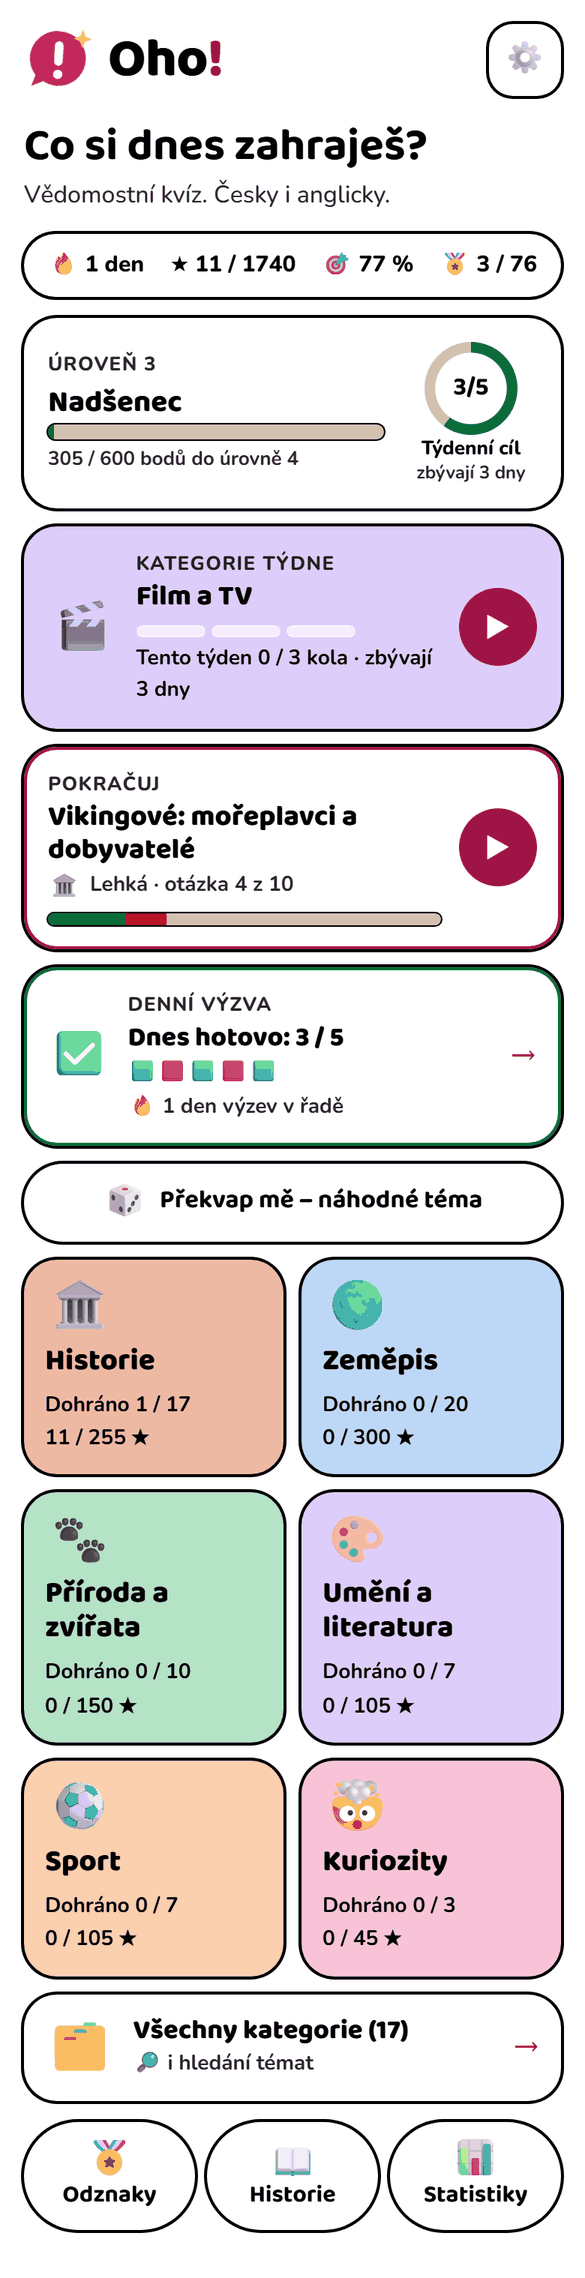 Oho!
Co si dnes zahraješ?
Vědomostní kvíz. Česky i anglicky.
1 den ★ 11 / 1740 77 % 3 / 76
ÚROVEŇ 3
Nadšenec
305 / 600 bodů do úrovně 4
3/5
Týdenní cíl
zbývají 3 dny
KATEGORIE TÝDNE
Film a TV
Tento týden 0 / 3 kola · zbývají
3 dny
POKRAČUJ
Vikingové: mořeplavci a
dobyvatelé
Lehká · otázka 4 z 10
DENNÍ VÝZVA
Dnes hotovo: 3 / 5
→
1 den výzev v řadě
Překvap mě – náhodné téma
Historie
Dohráno 1 / 17
11 / 255 ★
Zeměpis
Dohráno 0 / 20
0 / 300 ★
Příroda a
zvířata
Dohráno 0 / 10
0 / 150 ★
Umění a
literatura
Dohráno 0 / 7
0 / 105 ★
Sport
Dohráno 0 / 7
0 / 105 ★
Kuriozity
Dohráno 0 / 3
0 / 45 ★
Všechny kategorie (17)
i hledání témat
→
Odznaky
Historie
Statistiky